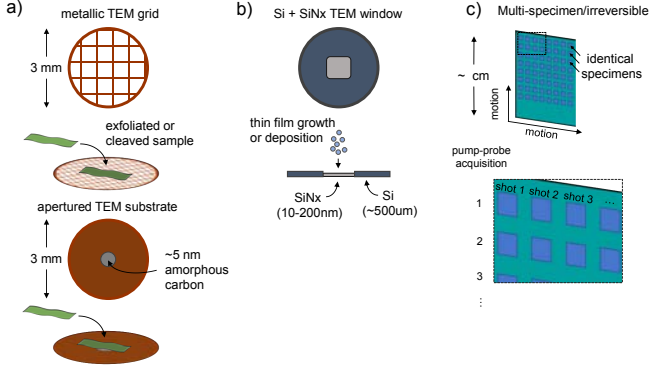 a)
metallic TEM grid
3 mm
exfoliated or
cleaved sample
apertured TEM substrate
3 mm
~5 nm
amorphous
carbon
b)
Si + SiNx TEM window
thin film growth
or deposition
SiNx
(10-200nm)
Si
(~500um)
c)
Multi-specimen/irreversible
~ cm
identical
specimens
motion
motion
pump-probe
acquisition
shot 1 shot 2 shot 3 ...
1
2
3
⋮